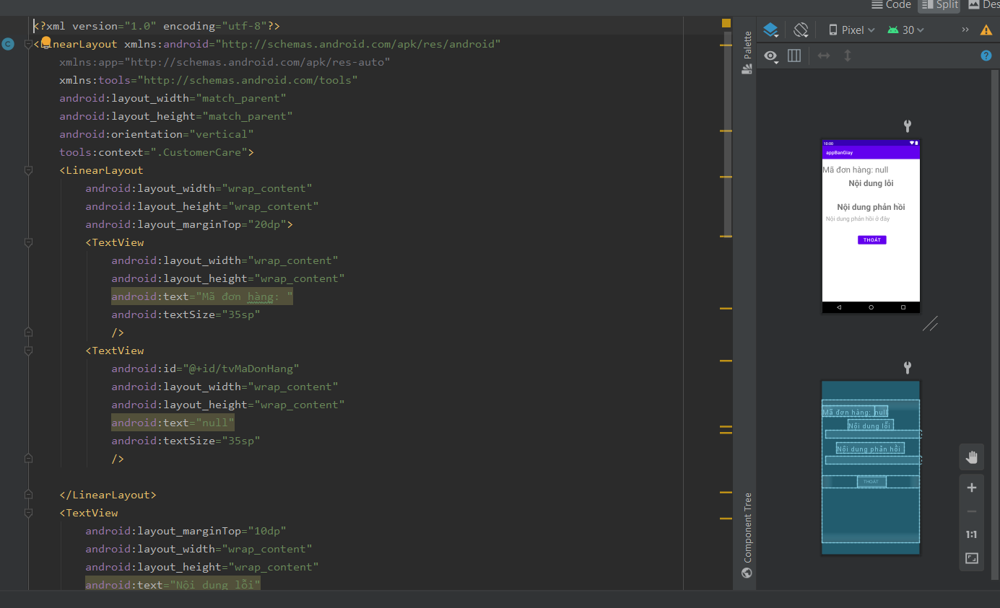 Code Split Des
<?xml version="1.0" encoding="utf-8"?>
<LinearLayout xmlns:android="http://schemas.android.com/apk/res/android"
xmlns:app="http://schemas.android.com/apk/res-auto"
xmlns:tools="http://schemas.android.com/tools"
android:layout_width="match_parent"
android:layout_height="match_parent"
android:orientation="vertical"
tools:context=".CustomerCare">
<LinearLayout
android:layout_width="wrap_content"
android:layout_height="wrap_content"
android:layout_marginTop="20dp">
<TextView
android:layout_width="wrap_content"
android:layout_height="wrap_content"
android:text="Mã đơn hàng: "
android:textSize="35sp"
/>
<TextView
android:id="@+id/tvMaDonHang"
android:layout_width="wrap_content"
android:layout_height="wrap_content"
android:text="null"
android:textSize="35sp"
/>
</LinearLayout>
<TextView
android:layout_marginTop="10dp"
android:layout_width="wrap_content"
android:layout_height="wrap_content"
android:text="Nội dung lỗi"
C
Palette
Component Tree
Pixel 30 >>
?
10:00
appBanGiay
Mã đơn hàng: null
Nội dung lỗi
Nội dung phản hồi
Nội dung phản hồi ở đây
THOÁT
Mã đơn hàng: null
Nội dung lỗi
Nội dung phản hồi
THOÁT
1:1